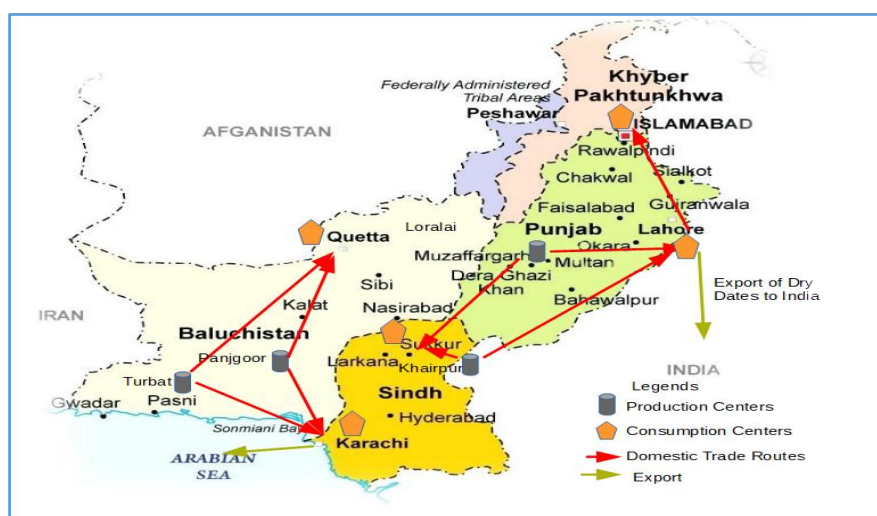 Khyber
Pakhtunkhwa
Federally Administered
Tribal Areas
Peshawar
ISLAMABAD
AFGANISTAN
Rawalpindi
Chakwal
Sialkot
Faisalabad
Gujranwala
Quetta
Loralai
Punjab
Lahore
Okara
Muzaffargarh
Multan
Dera Ghazi
Khan
Sibi
Bahawalpur
Export of Dry
Dates to India
IRAN
Kalat
Nasirabad
Baluchistan
Sukkur
Panjgoor
Larkana
Khairpur
INDIA
Turbat
Sindh
Legends
Gwadar
Pasni
Production Centers
Hyderabad
Sonmiani Bay
Consumption Centers
Karachi
ARABIAN
SEA
Domestic Trade Routes
Export